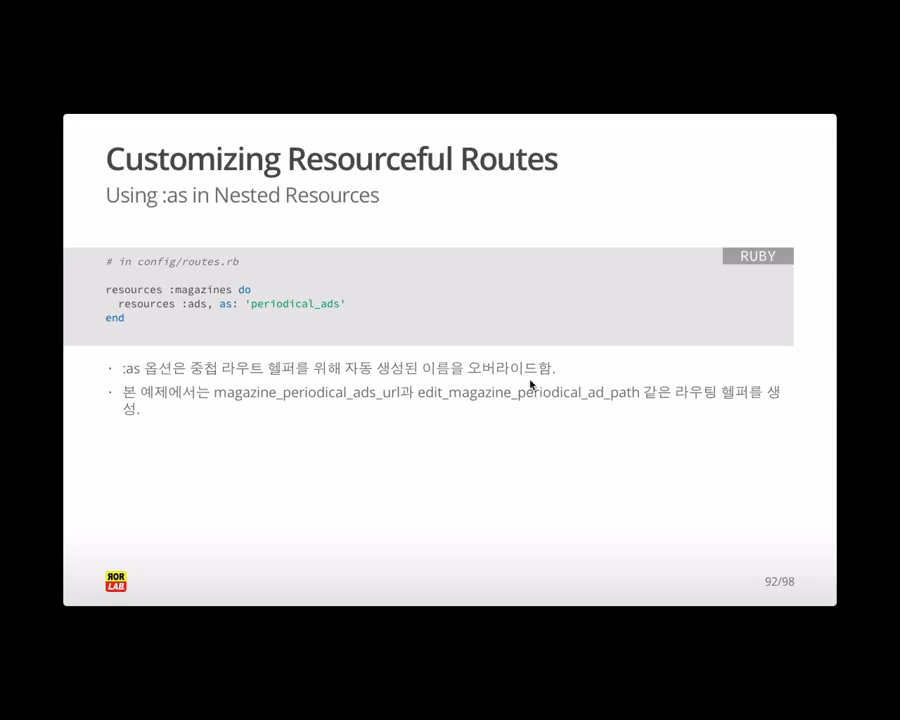 Customizing Resourceful Routes
Using :as in Nested Resources
RUBY
# in config/routes.rb
resources :magazines do
  resources :ads, as: 'periodical_ads'
end
· :as 옵션은 중첩 라우트 헬퍼를 위해 자동 생성된 이름을 오버라이드함.
· 본 예제에서는 magazine_periodical_ads_url과 edit_magazine_periodical_ad_path 같은 라우팅 헬퍼를 생
성.
ROR
LAB.
92/98